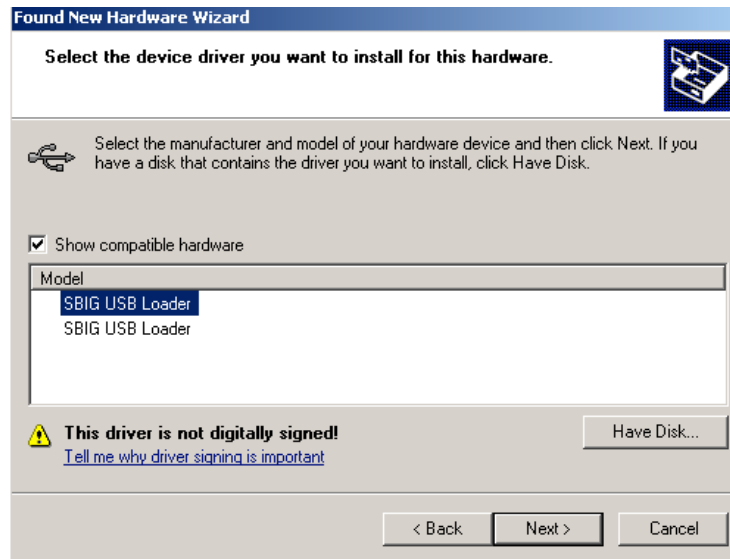 Found New Hardware Wizard
Select the device driver you want to install for this hardware.
Select the manufacturer and model of your hardware device and then click Next. If you
have a disk that contains the driver you want to install, click Have Disk.
Show compatible hardware
Model
SBIG USB Loader
SBIG USB Loader
This driver is not digitally signed!
Have Disk...
Tell me why driver signing is important
< Back
Next >
Cancel